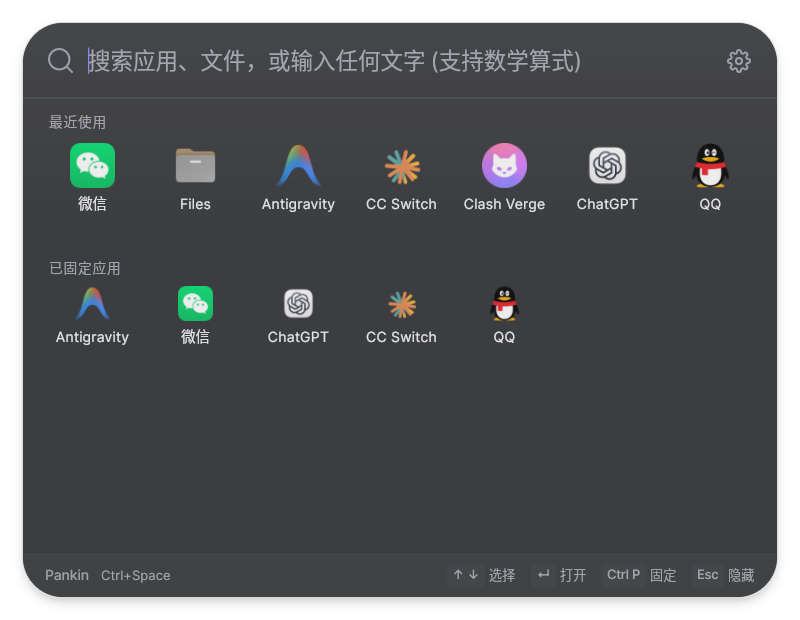 搜索应用、文件，或输入任何文字 (支持数学算式)
最近使用
微信 Files Antigravity CC Switch Clash Verge ChatGPT QQ
已固定应用
Antigravity 微信 ChatGPT CC Switch QQ
Pankin Ctrl+Space ↑ ↓ 选择 ↵ 打开 Ctrl P 固定 Esc 隐藏